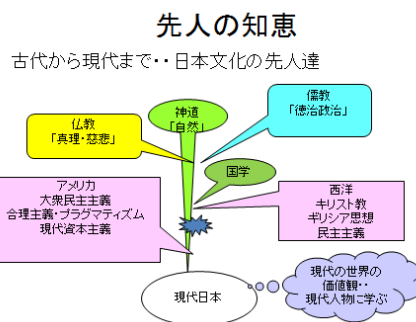 先人の知恵
古代から現代まで・・日本文化の先人達
神道
「自然」
儒教
「徳治政治」
仏教
「真理・慈悲」
国学
アメリカ
大衆民主主義
合理主義・プラグマティズム
現代資本主義
西洋
キリスト教
ギリシア思想
民主主義
現代日本
現代の世界の
価値観・・
現代人物に学ぶ